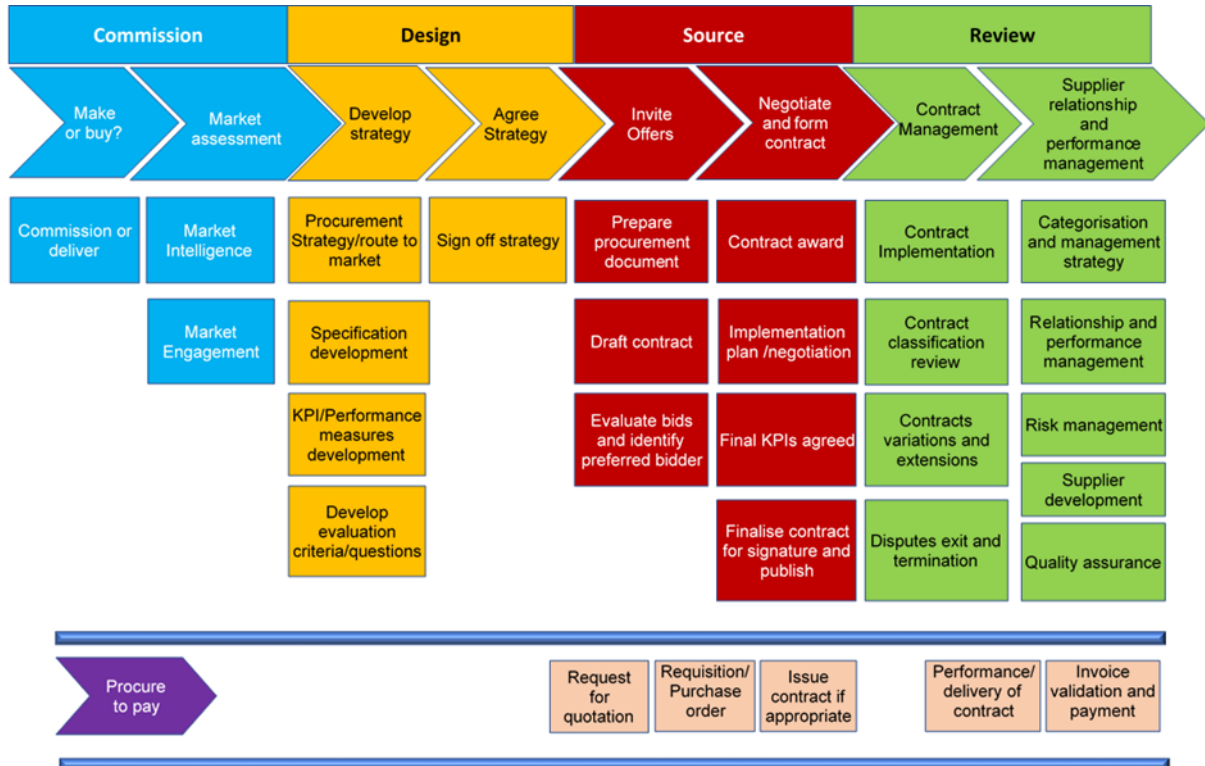 Commission
Design
Source
Review
Make
or buy?
Market
assessment
Develop
strategy
Agree
Strategy
Invite
Offers
Negotiate
and form
contract
Contract
Management
Supplier
relationship
and
performance
management
Commission or
deliver
Market
Intelligence
Procurement
Strategy/route to
market
Sign off strategy
Prepare
procurement
document
Contract award
Contract
Implementation
Categorisation
and management
strategy
Market
Engagement
Specification
development
Draft contract
Implementation
plan /negotiation
Contract
classification
review
Relationship and
performance
management
KPI/Performance
measures
development
Evaluate bids
and identify
preferred bidder
Final KPIs agreed
Contracts
variations and
extensions
Risk management
Supplier
development
Develop
evaluation
criteria/questions
Finalise contract
for signature and
publish
Disputes exit and
termination
Quality assurance
Procure
to pay
Request
for
quotation
Requisition/
Purchase
order
Issue
contract if
appropriate
Performance/
delivery of
contract
Invoice
validation and
payment